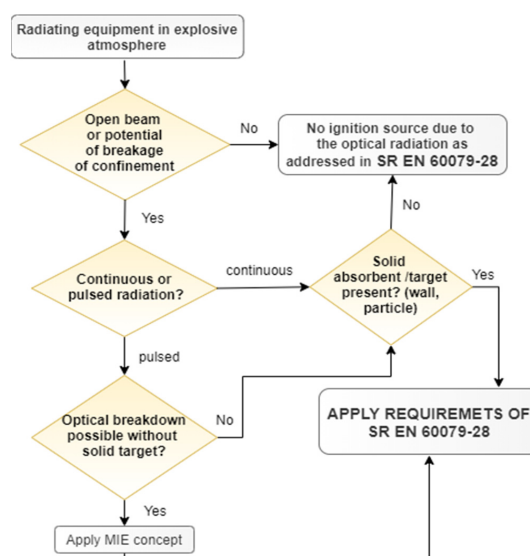 Radiating equipment in explosive
atmosphere
Open beam
or potential
of breakage
of confinement
No
No ignition source due to
the optical radiation as
addressed in SR EN 60079-28
Yes
No
Continuous or
pulsed radiation?
continuous
Solid
absorbent /target
present? (wall,
particle)
Yes
pulsed
Optical breakdown
possible without
solid target?
No
APPLY REQUIREMETS OF
SR EN 60079-28
Yes
Apply MIE concept